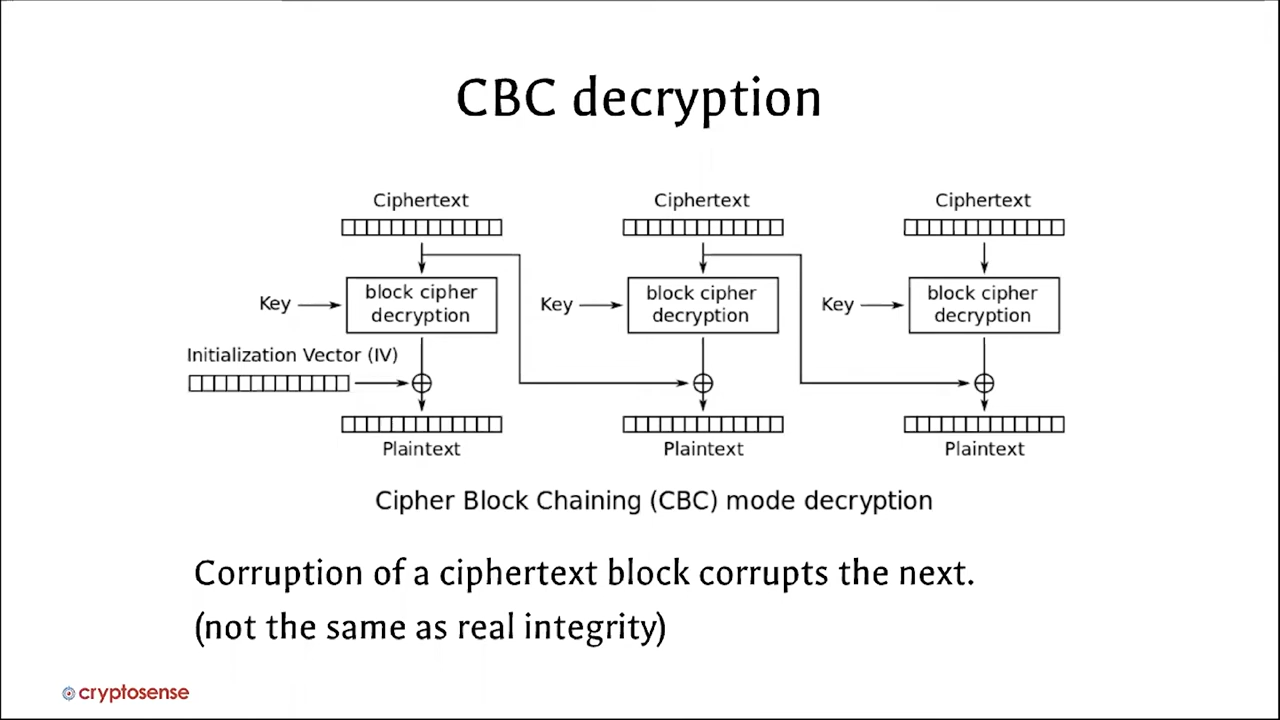 CBC decryption
Ciphertext Ciphertext Ciphertext
Key block cipher decryption Key block cipher decryption Key block cipher decryption
Initialization Vector (IV)
Plaintext Plaintext Plaintext
Cipher Block Chaining (CBC) mode decryption
Corruption of a ciphertext block corrupts the next.
(not the same as real integrity)
cryptosense